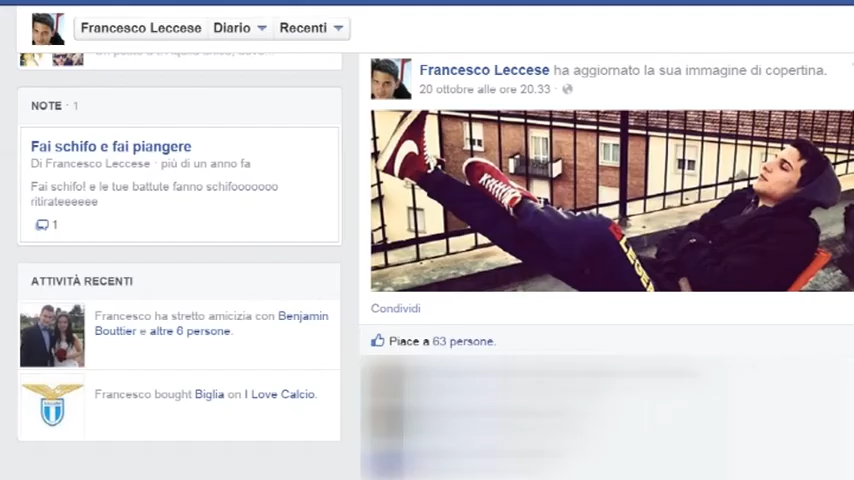 Francesco Leccese Diario Recenti
NOTE · 1
Fai schifo e fai piangere
Di Francesco Leccese · più di un anno fa
Fai schifo! e le tue battute fanno schifooooooo
ritirateeeeee
1
ATTIVITÀ RECENTI
Francesco ha stretto amicizia con Benjamin
Bouttier e altre 6 persone.
Francesco bought Biglia on I Love Calcio.
Francesco Leccese ha aggiornato la sua immagine di copertina.
20 ottobre alle ore 20.33 ·
Condividi
Piace a 63 persone.